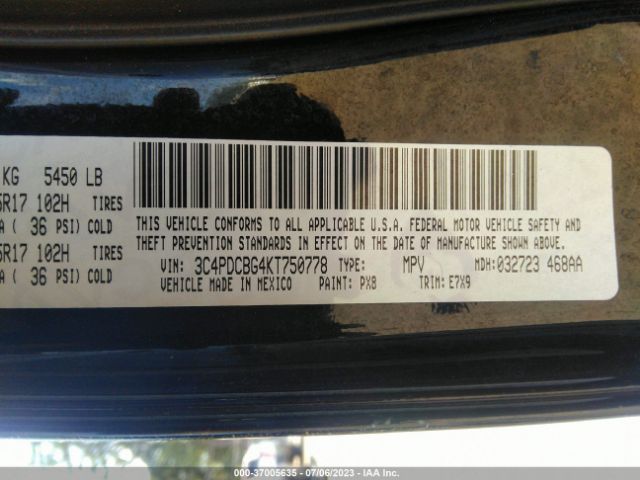 KG 5450 LB
5R17 102H TIRES
A ( 36 PSI) COLD
5R17 102H TIRES
A ( 36 PSI) COLD
THIS VEHICLE CONFORMS TO ALL APPLICABLE U.S.A. FEDERAL MOTOR VEHICLE SAFETY AND
THEFT PREVENTION STANDARDS IN EFFECT ON THE DATE OF MANUFACTURE SHOWN ABOVE.
VIN: 3C4PDCBG4KT750778 TYPE: MPV MDH:032723 468AA
VEHICLE MADE IN MEXICO PAINT: PX8 TRIM: E7X9
000-37005635 - 07/06/2023 - IAA Inc.